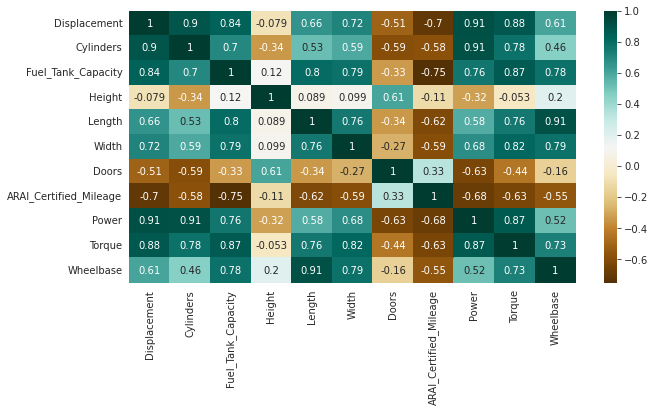 Displacement 1 0.9 0.84 -0.079 0.66 0.72 -0.51 -0.7 0.91 0.88 0.61
Cylinders 0.9 1 0.7 -0.34 0.53 0.59 -0.59 -0.58 0.91 0.78 0.46
Fuel_Tank_Capacity 0.84 0.7 1 0.12 0.8 0.79 -0.33 -0.75 0.76 0.87 0.78
Height -0.079 -0.34 0.12 1 0.089 0.099 0.61 -0.11 -0.32 -0.053 0.2
Length 0.66 0.53 0.8 0.089 1 0.76 -0.34 -0.62 0.58 0.76 0.91
Width 0.72 0.59 0.79 0.099 0.76 1 -0.27 -0.59 0.68 0.82 0.79
Doors -0.51 -0.59 -0.33 0.61 -0.34 -0.27 1 0.33 -0.63 -0.44 -0.16
ARAI_Certified_Mileage -0.7 -0.58 -0.75 -0.11 -0.62 -0.59 0.33 1 -0.68 -0.63 -0.55
Power 0.91 0.91 0.76 -0.32 0.58 0.68 -0.63 -0.68 1 0.87 0.52
Torque 0.88 0.78 0.87 -0.053 0.76 0.82 -0.44 -0.63 0.87 1 0.73
Wheelbase 0.61 0.46 0.78 0.2 0.91 0.79 -0.16 -0.55 0.52 0.73 1
Displacement
Cylinders
Fuel_Tank_Capacity
Height
Length
Width
Doors
ARAI_Certified_Mileage
Power
Torque
Wheelbase
1.0
0.8
0.6
0.4
0.2
0.0
−0.2
−0.4
−0.6